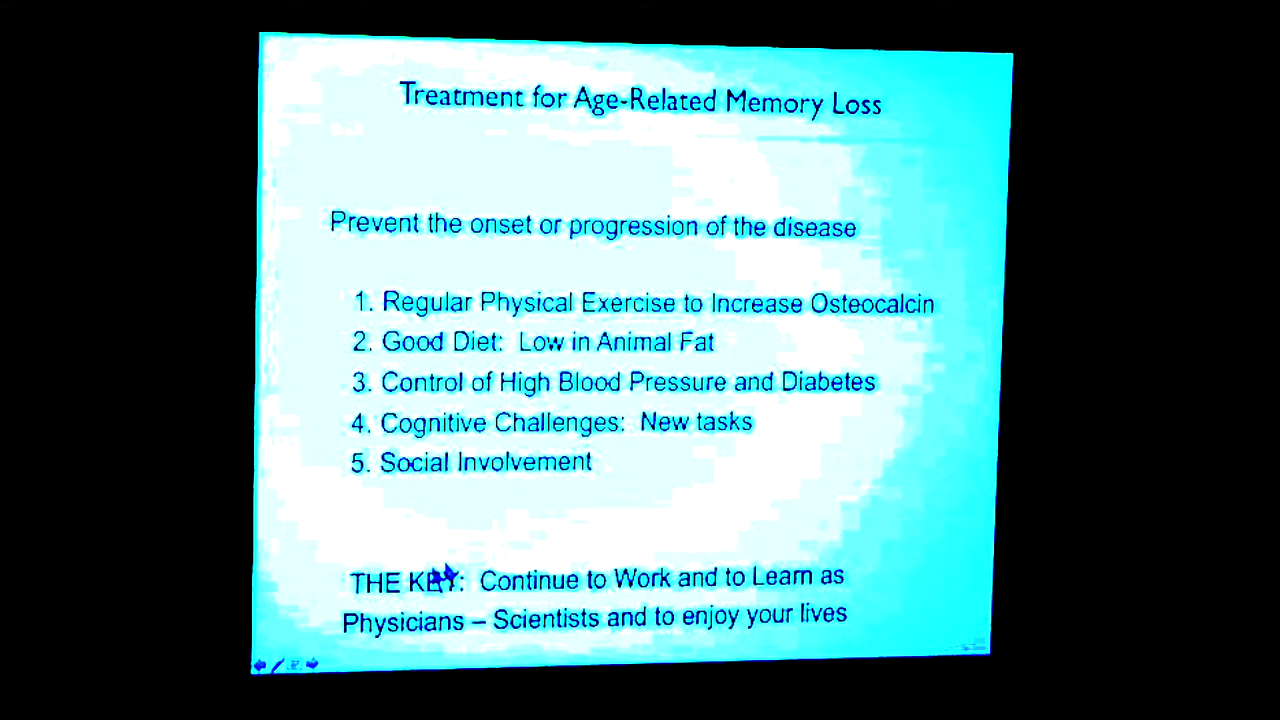 Treatment for Age-Related Memory Loss
Prevent the onset or progression of the disease
1. Regular Physical Exercise to Increase Osteocalcin
2. Good Diet: Low in Animal Fat
3. Control of High Blood Pressure and Diabetes
4. Cognitive Challenges: New tasks
5. Social Involvement
THE KEY: Continue to Work and to Learn as
Physicians – Scientists and to enjoy your lives